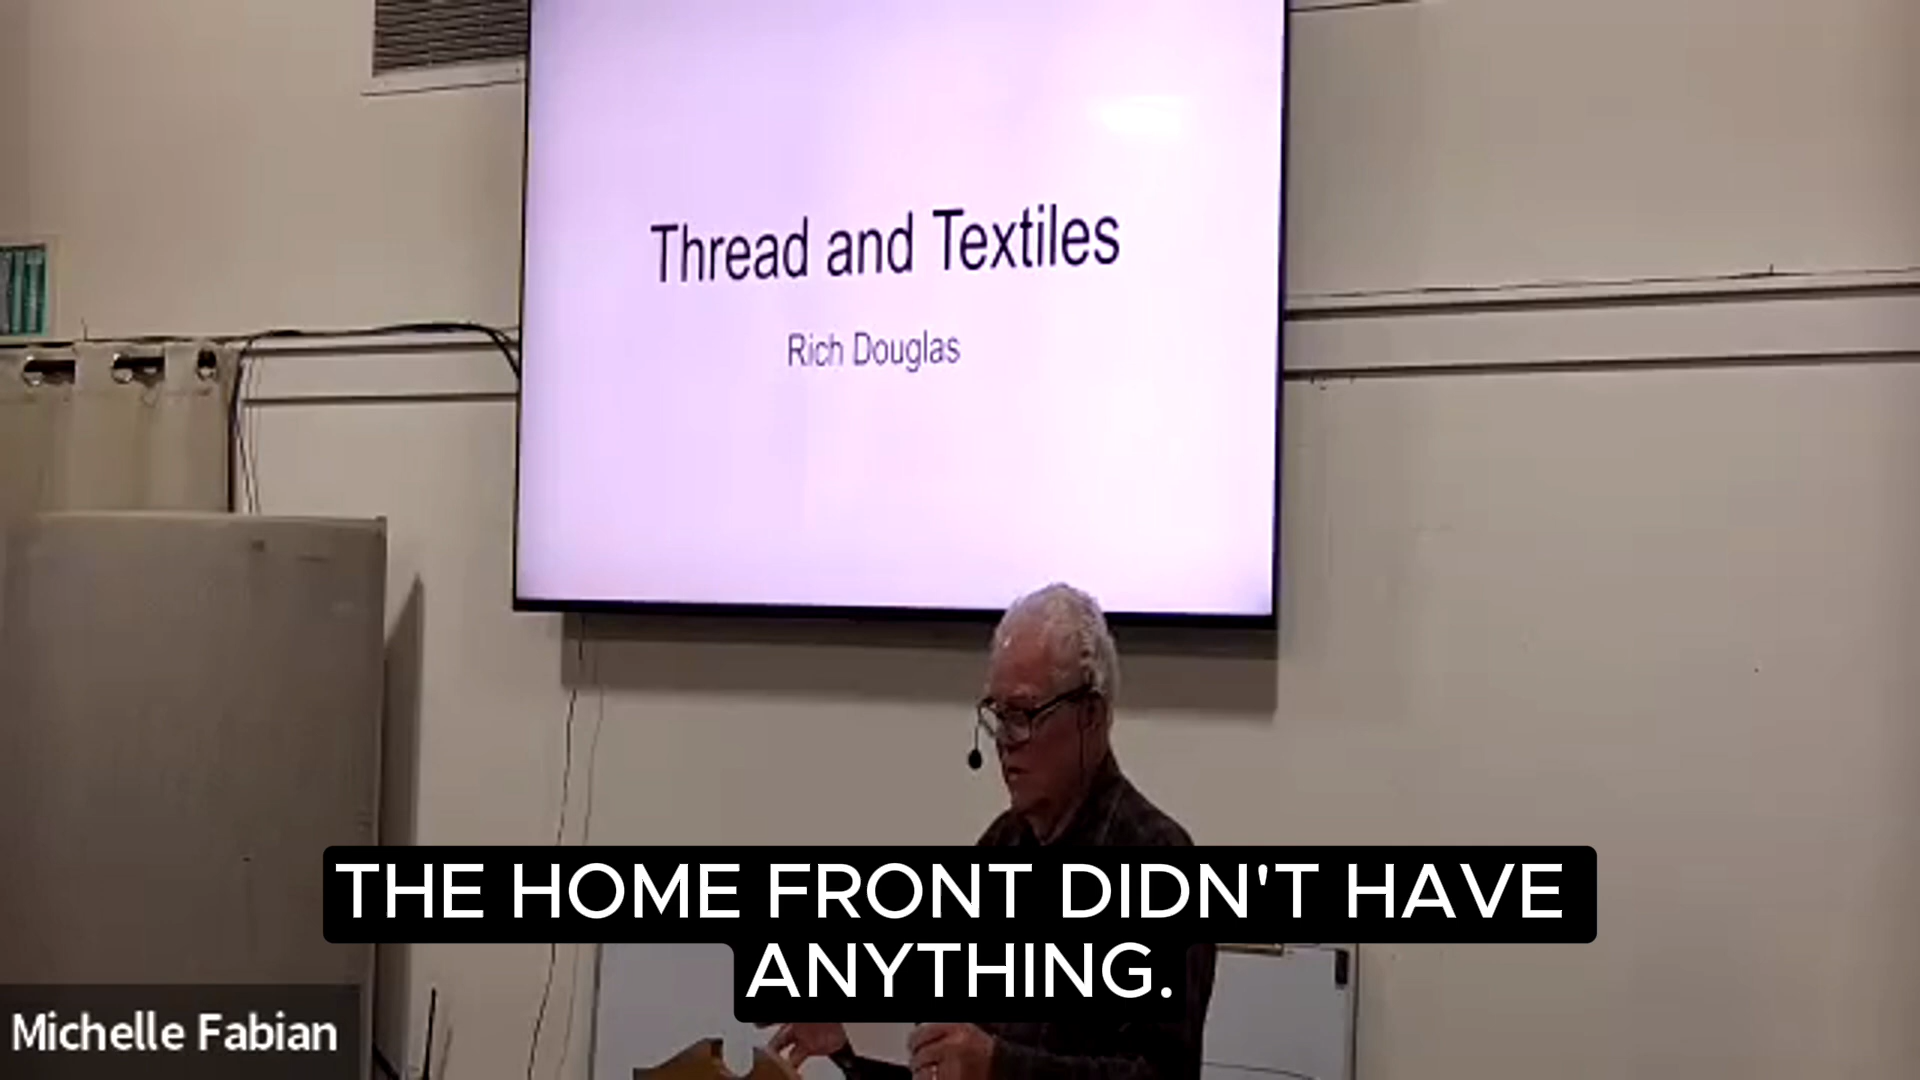 Thread and Textiles
Rich Douglas
THE HOME FRONT DIDN'T HAVE
ANYTHING.
Michelle Fabian